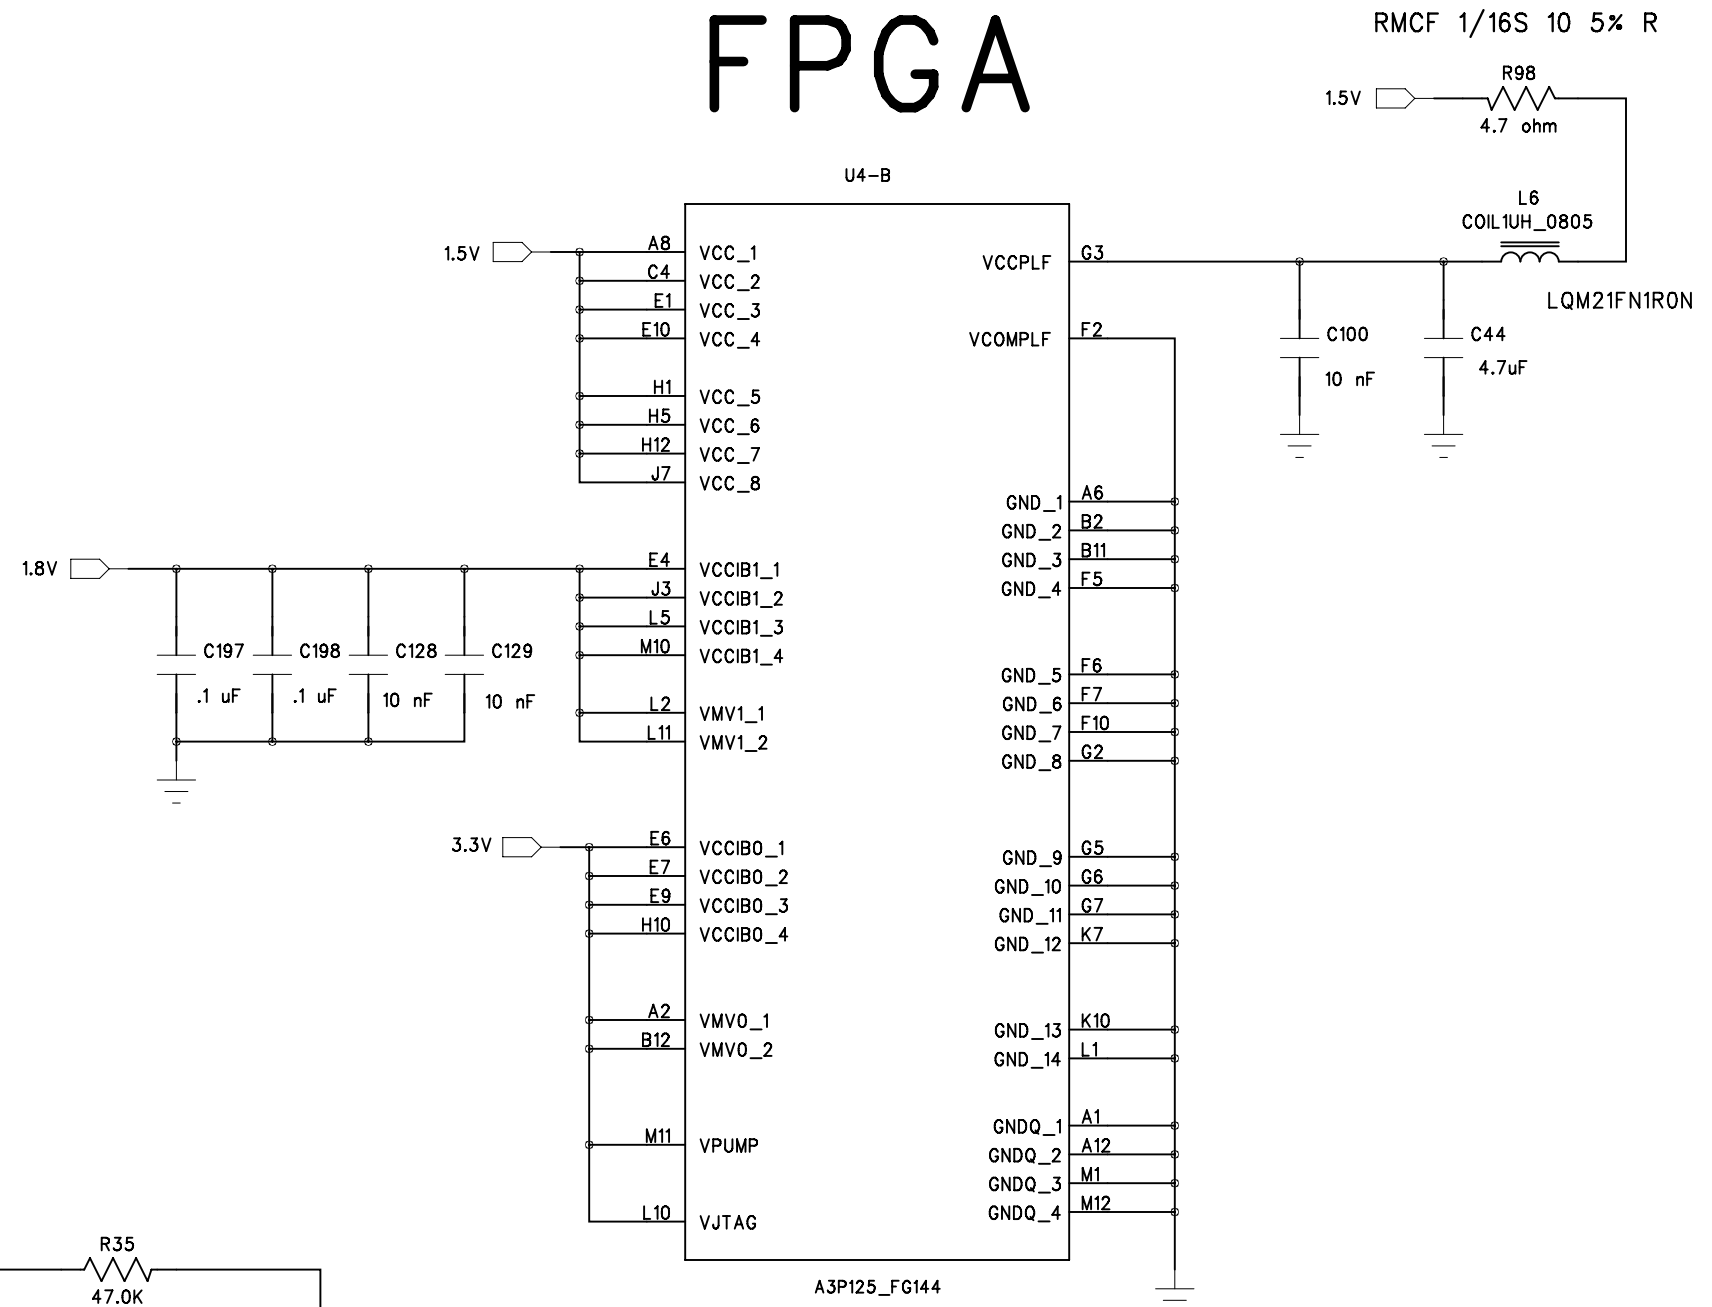 FPGA
RMCF 1/16S 10 5% R
R98
1.5V
4.7 ohm
U4-B
L6
COIL1UH_0805
LQM21FN1R0N
1.5V
A8 VCC_1
C4 VCC_2
E1 VCC_3
E10 VCC_4
H1 VCC_5
H5 VCC_6
H12 VCC_7
J7 VCC_8
VCCPLF G3
VCOMPLF F2
C100
10 nF
C44
4.7uF
1.8V
E4 VCCIB1_1
J3 VCCIB1_2
L5 VCCIB1_3
M10 VCCIB1_4
L2 VMV1_1
L11 VMV1_2
C197
.1 uF
C198
.1 uF
C128
10 nF
C129
10 nF
GND_1 A6
GND_2 B2
GND_3 B11
GND_4 F5
GND_5 F6
GND_6 F7
GND_7 F10
GND_8 G2
3.3V
E6 VCCIB0_1
E7 VCCIB0_2
E9 VCCIB0_3
H10 VCCIB0_4
A2 VMV0_1
B12 VMV0_2
M11 VPUMP
L10 VJTAG
GND_9 G5
GND_10 G6
GND_11 G7
GND_12 K7
GND_13 K10
GND_14 L1
GNDQ_1 A1
GNDQ_2 A12
GNDQ_3 M1
GNDQ_4 M12
R35
47.0K
A3P125_FG144